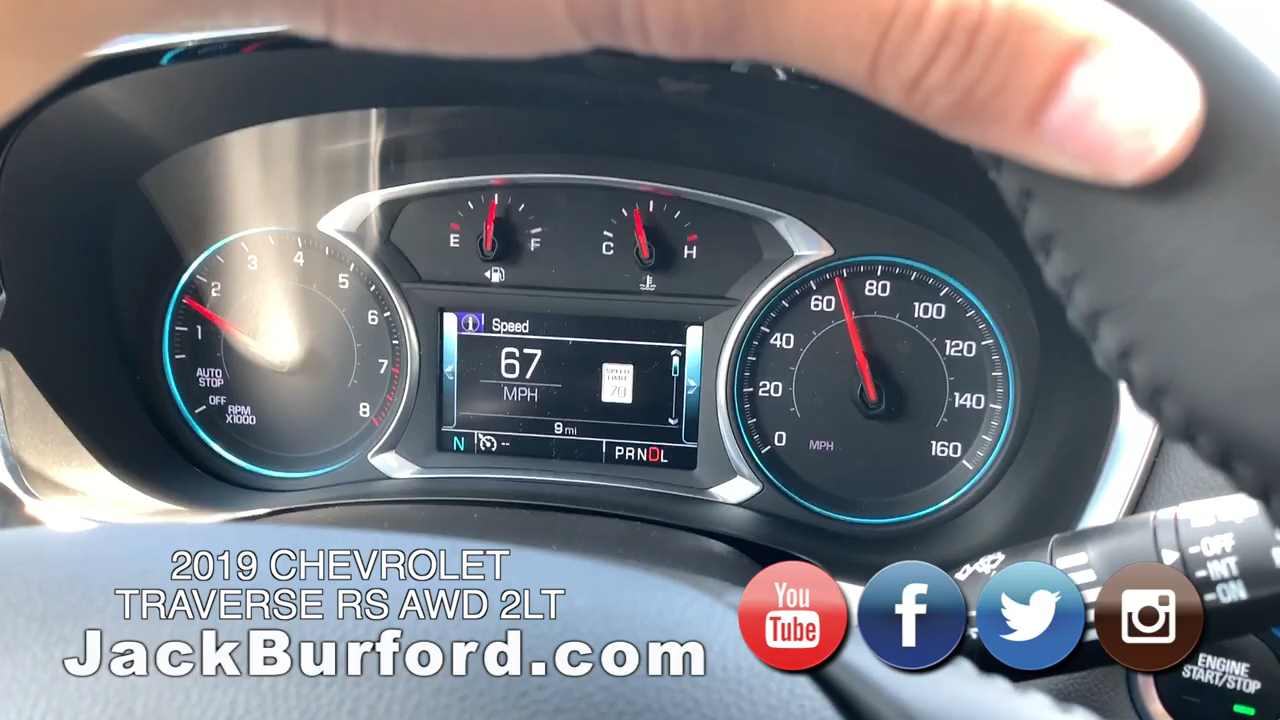 E F
C H
1 2 3 4 5 6 7 8
AUTO
STOP
OFF
RPM
X1000
Speed
67
MPH
SPEED
LIMIT
70
9 mi
N -- PRNDL
0 20 40 60 80 100 120 140 160
MPH
OFF
INT
ON
ENGINE
START/STOP
2019 CHEVROLET
TRAVERSE RS AWD 2LT
JackBurford.com
You
Tube
f